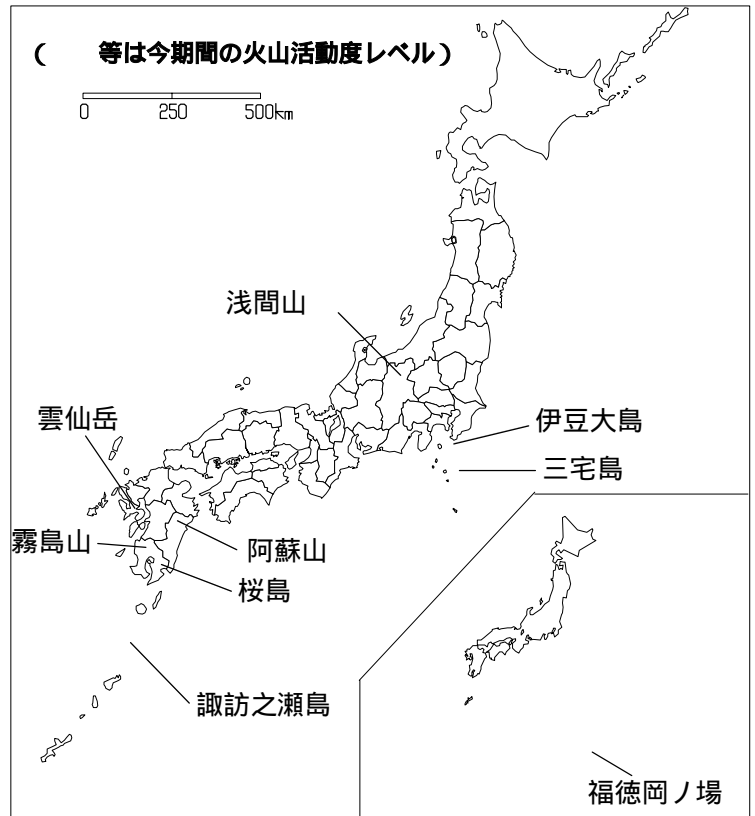 (　　等は今期間の火山活動度レベル)
0 250 500km
浅間山
雲仙岳
伊豆大島
三宅島
霧島山
阿蘇山
桜島
諏訪之瀬島
福徳岡ノ場